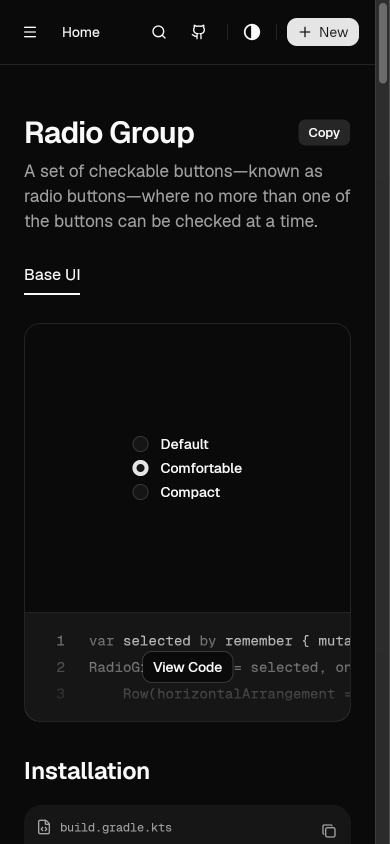 Home
New
Radio Group
Copy
A set of checkable buttons—known as
radio buttons—where no more than one of
the buttons can be checked at a time.
Base UI
Default
Comfortable
Compact
1 var selected by remember { muta
2 RadioG
View Code
= selected, on
3 Row(horizontalArrangement =
Installation
build.gradle.kts